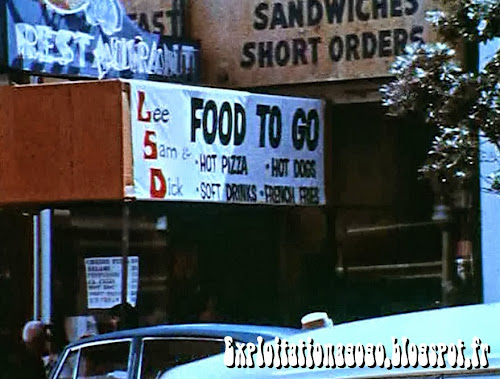 SANDWICHES
SHORT ORDERS
RESTAURANT
Lee
Sam &
Dick
FOOD TO GO
• HOT PIZZA • HOT DOGS
• SOFT DRINKS • FRENCH FRIES
Exploitationagogo.blogspot.fr